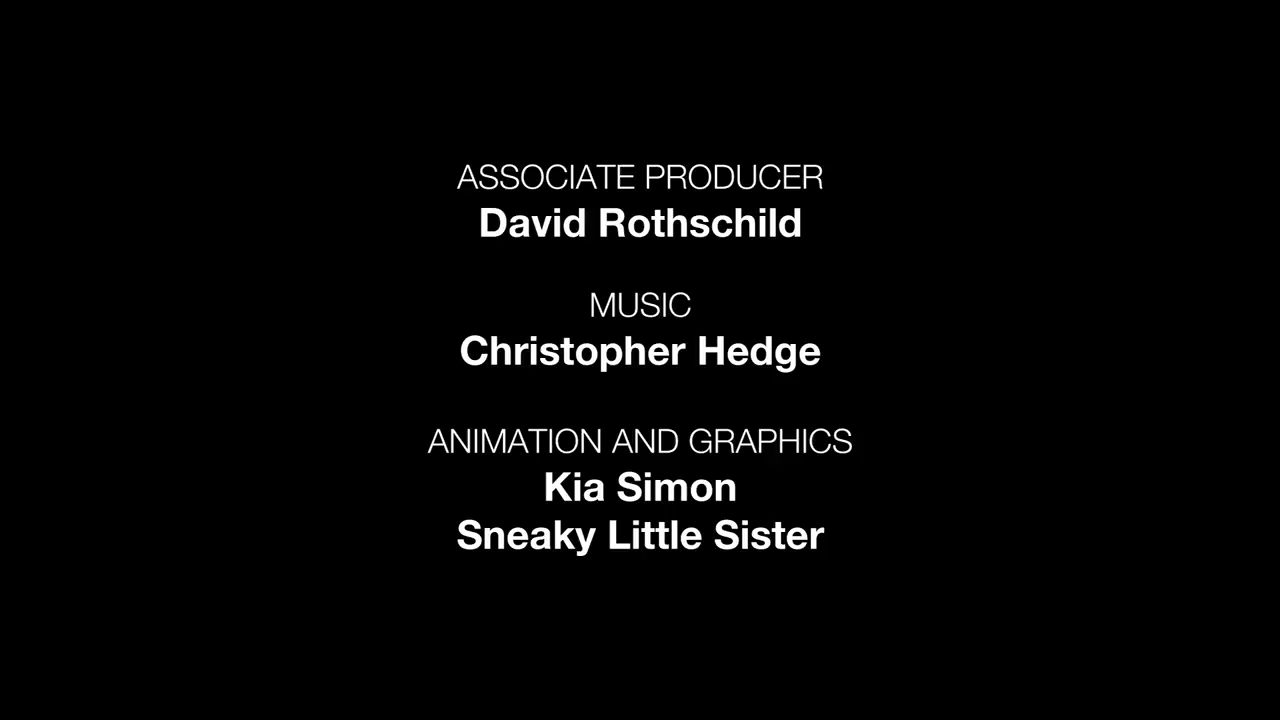 ASSOCIATE PRODUCER
David Rothschild
MUSIC
Christopher Hedge
ANIMATION AND GRAPHICS
Kia Simon
Sneaky Little Sister